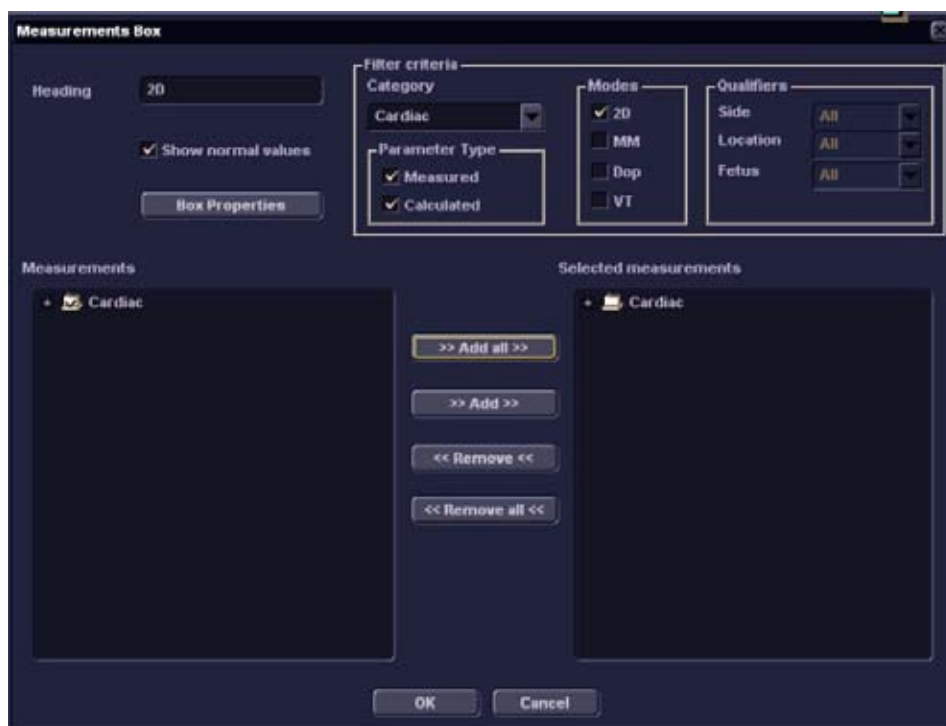 Measurements Box
Heading
2D
Show normal values
Box Properties
Filter criteria
Category
Cardiac
Parameter Type
Measured
Calculated
Modes
2D
MM
Dop
VT
Qualifiers
Side All
Location All
Fetus All
Measurements
+ Cardiac
>> Add all >>
>> Add >>
<< Remove <<
<< Remove all <<
Selected measurements
+ Cardiac
OK
Cancel